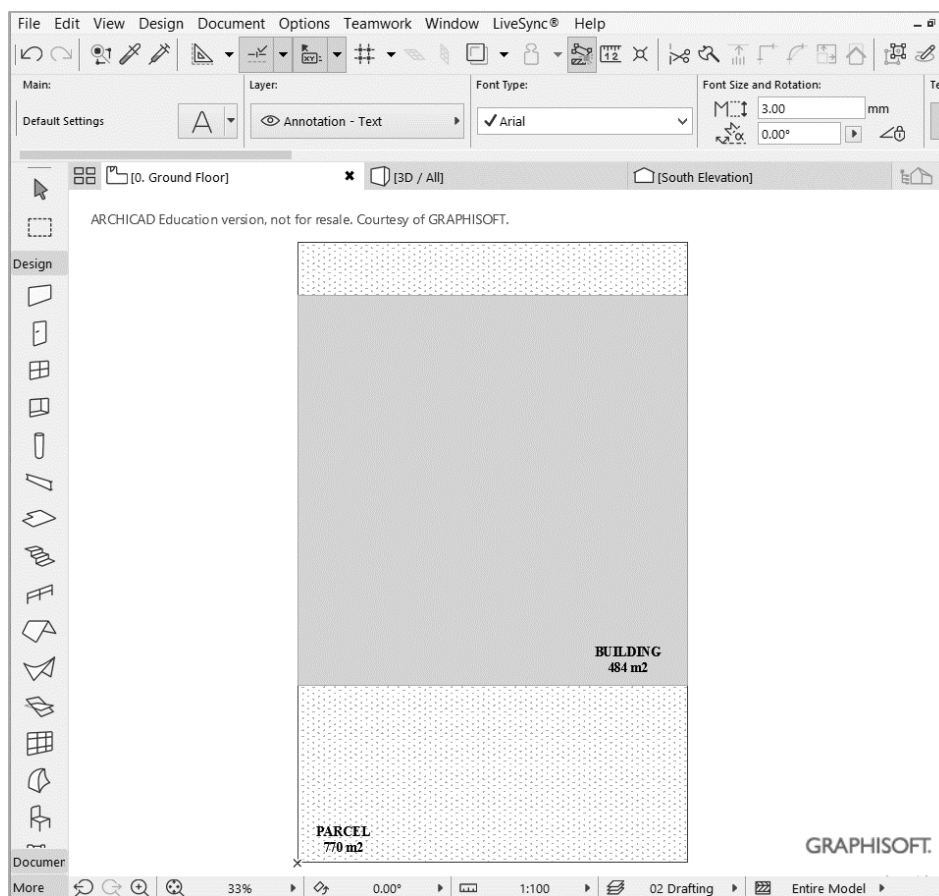 File Edit View Design Document Options Teamwork Window LiveSync® Help
Main:
Layer:
Font Type:
Font Size and Rotation:
Default Settings
A
Annotation - Text
Arial
3.00
mm
0.00°
[0. Ground Floor]
[3D / All]
[South Elevation]
ARCHICAD Education version, not for resale. Courtesy of GRAPHISOFT.
Design
BUILDING
484 m2
PARCEL
770 m2
GRAPHISOFT.
Documer
More
33%
0.00°
1:100
02 Drafting
Entire Model